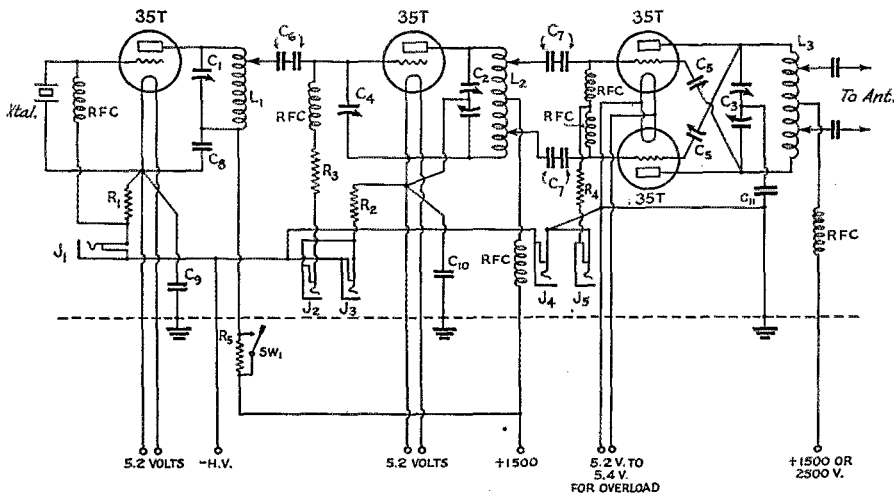 35T
35T
35T
Xtal.
RFC
C1
L1
C6
RFC
C4
C2
L2
C7
RFC
RFC
C5
C3
L3
To Ant.
C8
R3
C7
R4
C5
35T
C11
R1
R2
J1
C9
J2
J3
C10
RFC
J4
J5
RFC
R5
SW1
5.2 VOLTS
-H.V.
5.2 VOLTS
+1500
5.2 V. TO
5.4 V.
FOR OVERLOAD
+1500 OR
2500 V.